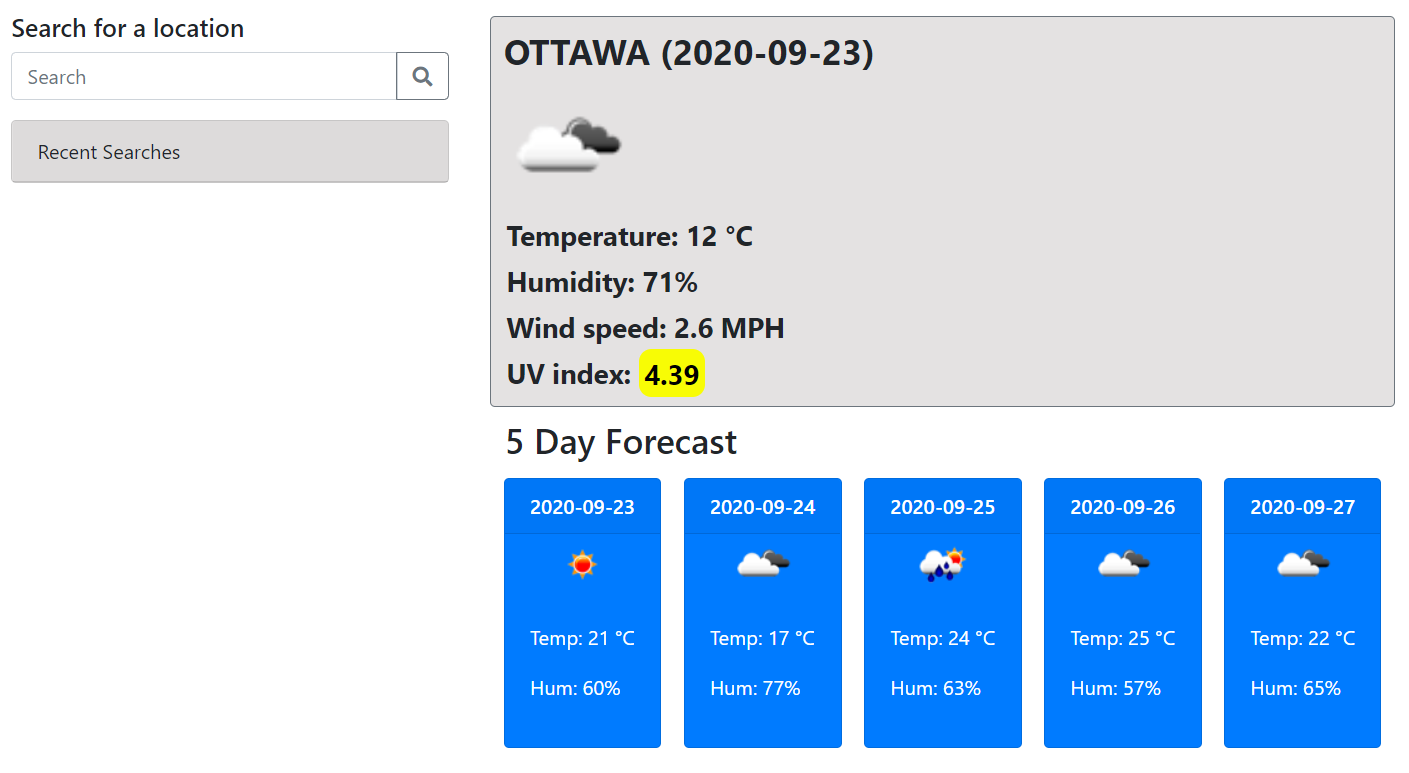 Search for a location
Search
Recent Searches
OTTAWA (2020-09-23)
Temperature: 12 °C
Humidity: 71%
Wind speed: 2.6 MPH
UV index: 4.39
5 Day Forecast
2020-09-23
Temp: 21 °C
Hum: 60%
2020-09-24
Temp: 17 °C
Hum: 77%
2020-09-25
Temp: 24 °C
Hum: 63%
2020-09-26
Temp: 25 °C
Hum: 57%
2020-09-27
Temp: 22 °C
Hum: 65%